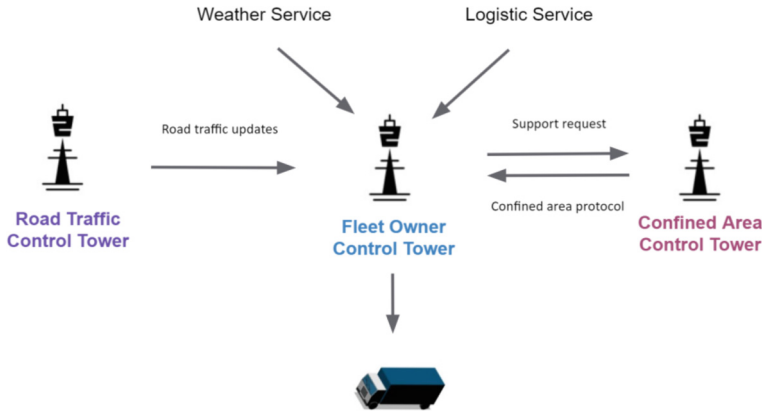 Weather Service
Logistic Service
Road traffic updates
Support request
Confined area protocol
Road Traffic
Control Tower
Fleet Owner
Control Tower
Confined Area
Control Tower